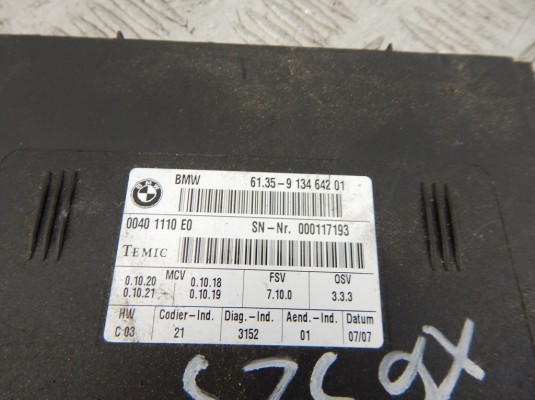 BMW 61.35-9 134 642 01
0040 1110 E0 SN-Nr. 000117193
TEMIC
MCV FSV OSV
0.10.20 0.10.18
0.10.21 0.10.19 7.10.0 3.3.3
HW Codier-Ind. Diag.-Ind. Aend.-Ind. Datum
C 03 21 3152 01 07/07